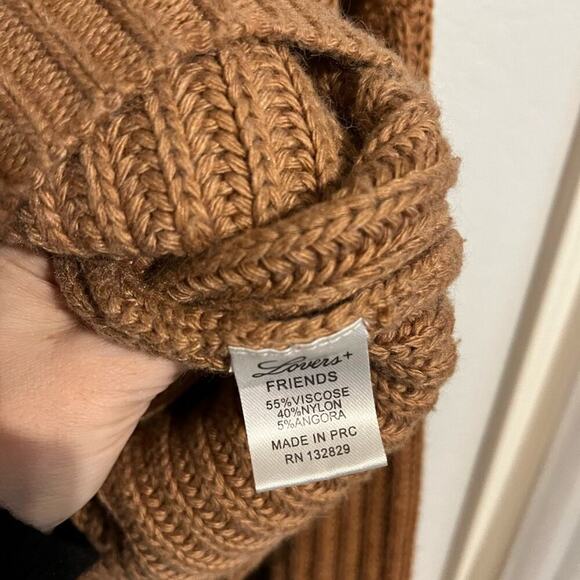 Lovers +
FRIENDS
55%VISCOSE
40%NYLON
5%ANGORA
MADE IN PRC
RN 132829